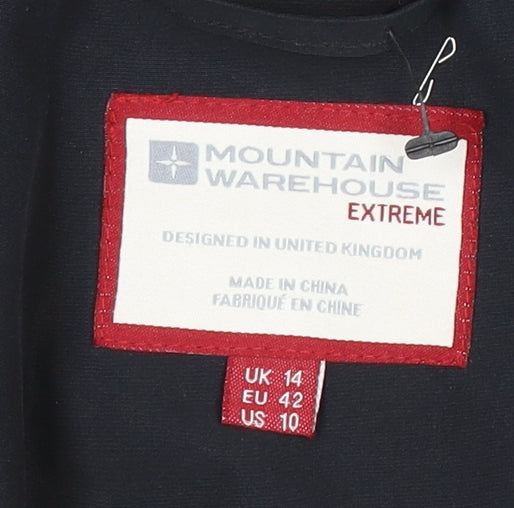 MOUNTAIN
WAREHOUSE
EXTREME
DESIGNED IN UNITED KINGDOM
MADE IN CHINA
FABRIQUÉ EN CHINE
UK 14
EU 42
US 10